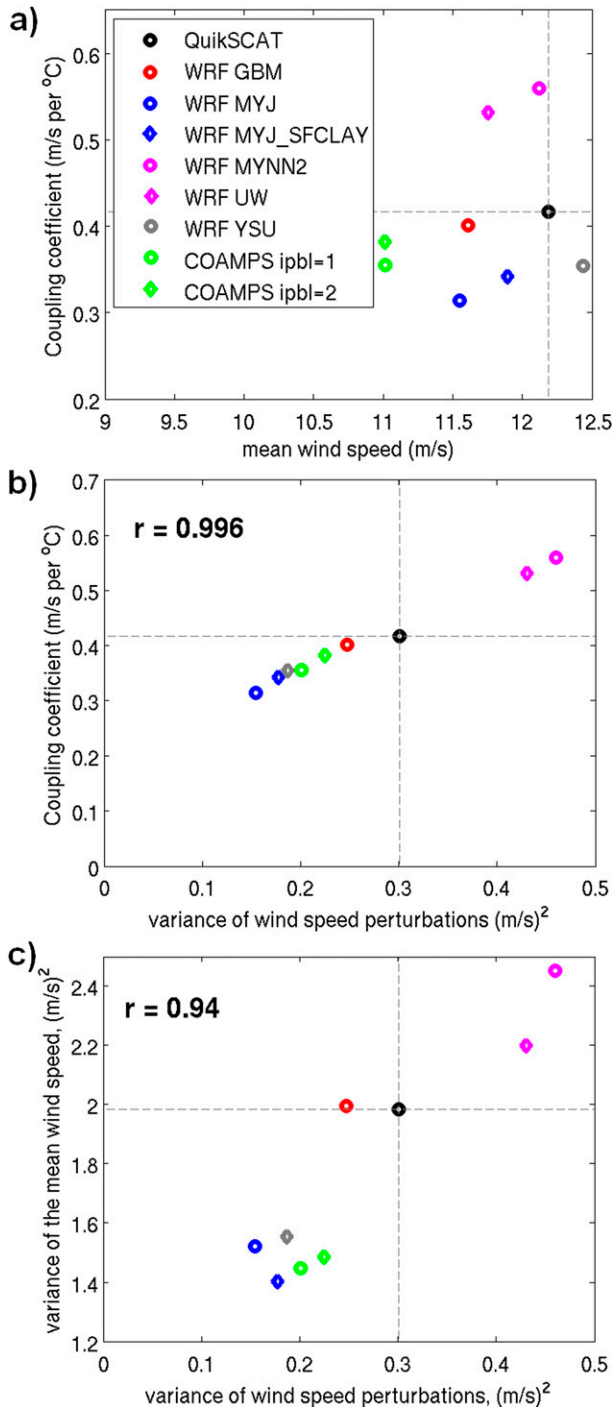 a)
Coupling coefficient (m/s per °C)
0.6
0.5
0.4
0.3
0.2
QuikSCAT
WRF GBM
WRF MYJ
WRF MYJ_SFCLAY
WRF MYNN2
WRF UW
WRF YSU
COAMPS ipbl=1
COAMPS ipbl=2
9 9.5 10 10.5 11 11.5 12 12.5
mean wind speed (m/s)
b)
r = 0.996
Coupling coefficient (m/s per °C)
0.7
0.6
0.5
0.4
0.3
0.2
0.1
0
0 0.1 0.2 0.3 0.4 0.5
variance of wind speed perturbations (m/s)²
c)
r = 0.94
variance of the mean wind speed, (m/s)²
2.4
2.2
2
1.8
1.6
1.4
1.2
0 0.1 0.2 0.3 0.4 0.5
variance of wind speed perturbations, (m/s)²